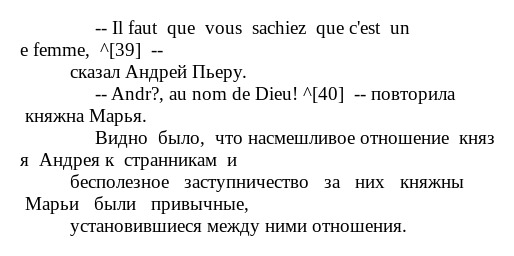 -- Il faut que vous sachiez que c'est un
e femme, ^[39] --
сказал Андрей Пьеру.
-- Andr?, au nom de Dieu! ^[40] -- повторила
княжна Марья.
Видно было, что насмешливое отношение княз
я Андрея к странникам и
бесполезное заступничество за них княжны
Марьи были привычные,
установившиеся между ними отношения.